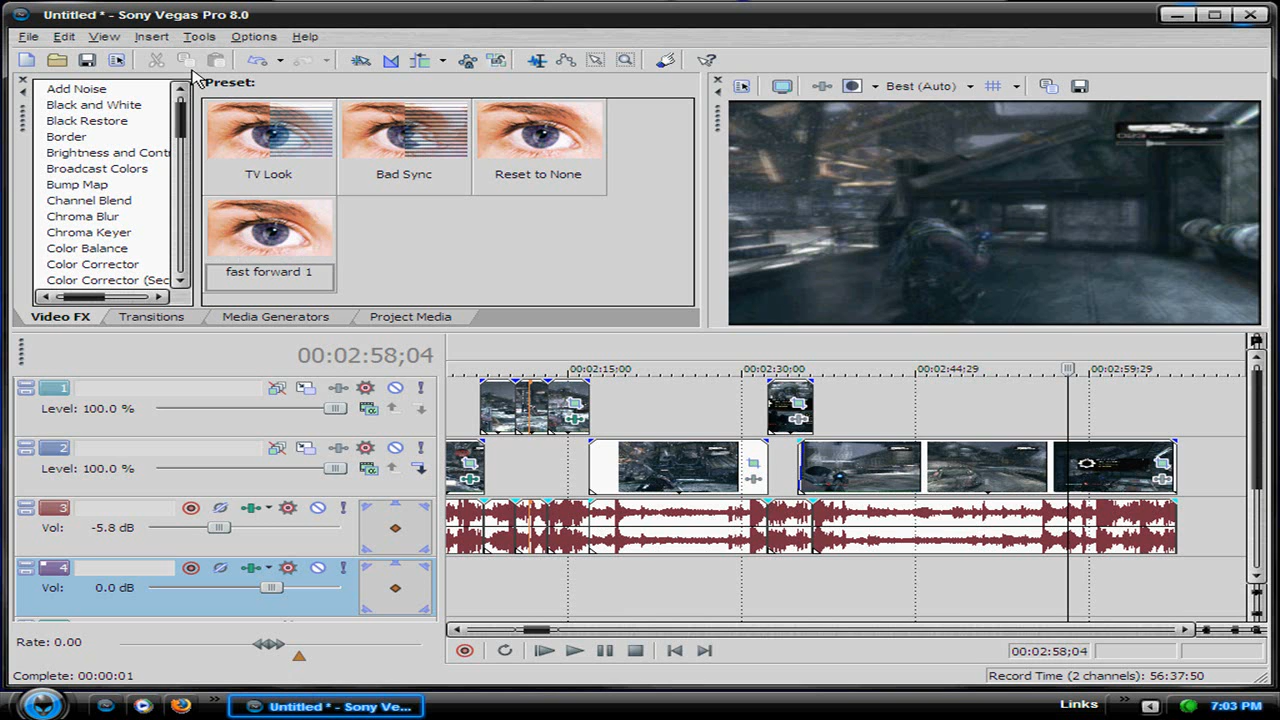 Untitled * - Sony Vegas Pro 8.0
File Edit View Insert Tools Options Help
Preset:
Best (Auto)
Add Noise
Black and White
Black Restore
Border
Brightness and Contr
Broadcast Colors
Bump Map
Channel Blend
Chroma Blur
Chroma Keyer
Color Balance
Color Corrector
Color Corrector (Sec
TV Look
Bad Sync
Reset to None
fast forward 1
Video FX
Transitions
Media Generators
Project Media
00:02:58;04
00:02:15:00
00:02:30:00
00:02:44:29
00:02:59:29
1
Level: 100.0 %
2
Level: 100.0 %
3
Vol: -5.8 dB
4
Vol: 0.0 dB
Rate: 0.00
00:02:58;04
Complete: 00:00:01
Record Time (2 channels): 56:37:50
Untitled * - Sony Ve...
Links
7:03 PM